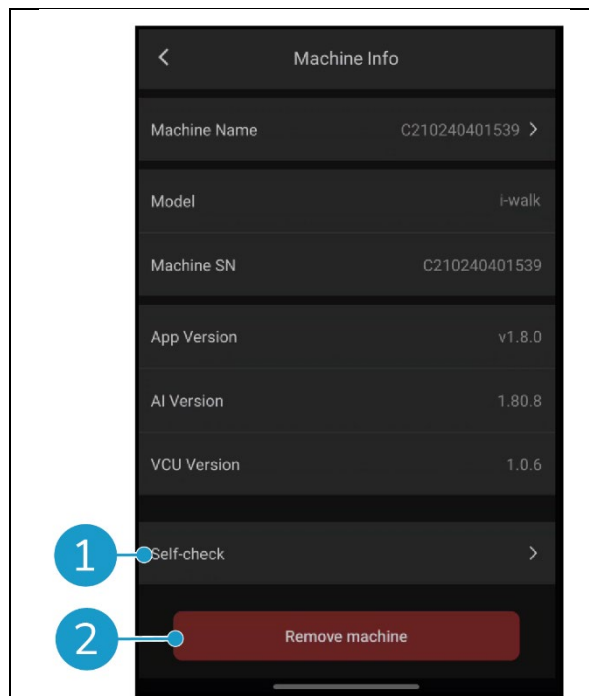 Machine Info
Machine Name C210240401539
Model i-walk
Machine SN C210240401539
App Version v1.8.0
AI Version 1.80.8
VCU Version 1.0.6
1 Self-check
2 Remove machine